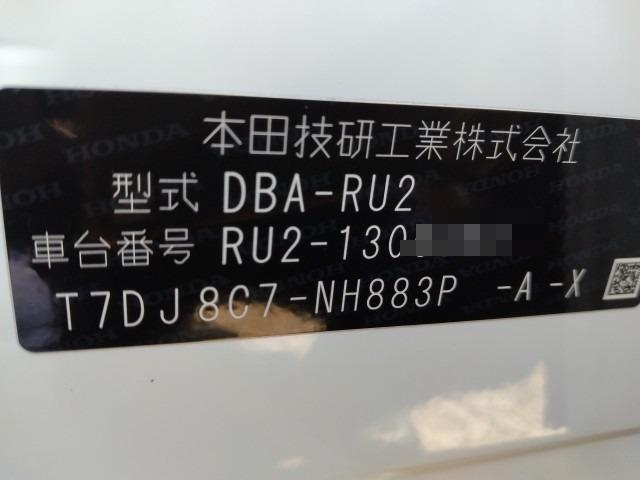 本田技研工業株式会社
型式 DBA-RU2
車台番号 RU2-130
T7DJ8C7-NH883P -A -X